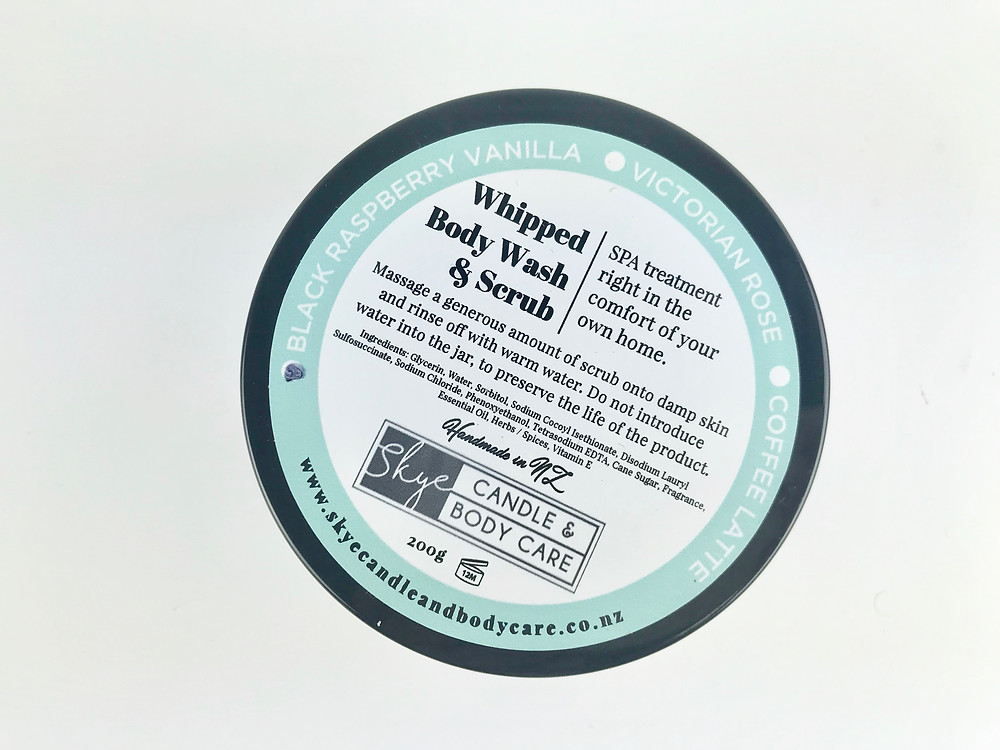 BLACK RASPBERRY VANILLA
VICTORIAN ROSE
COFFEE LATTE
Whipped
Body Wash
& Scrub
SPA treatment
right in the
comfort of your
own home.
Massage a generous amount of scrub onto damp skin
and rinse off with warm water. Do not introduce
water into the jar, to preserve the life of the product.
Ingredients: Glycerin, Water, Sorbitol, Sodium Cocoyl Isethionate, Disodium Lauryl
Sulfosuccinate, Sodium Chloride, Phenoxyethanol, Tetrasodium EDTA, Cane Sugar, Fragrance,
Essential Oil, Herbs / Spices, Vitamin E
Handmade in NZ
Skye
CANDLE &
BODY CARE
200g
12M
www.skyecandleandbodycare.co.nz